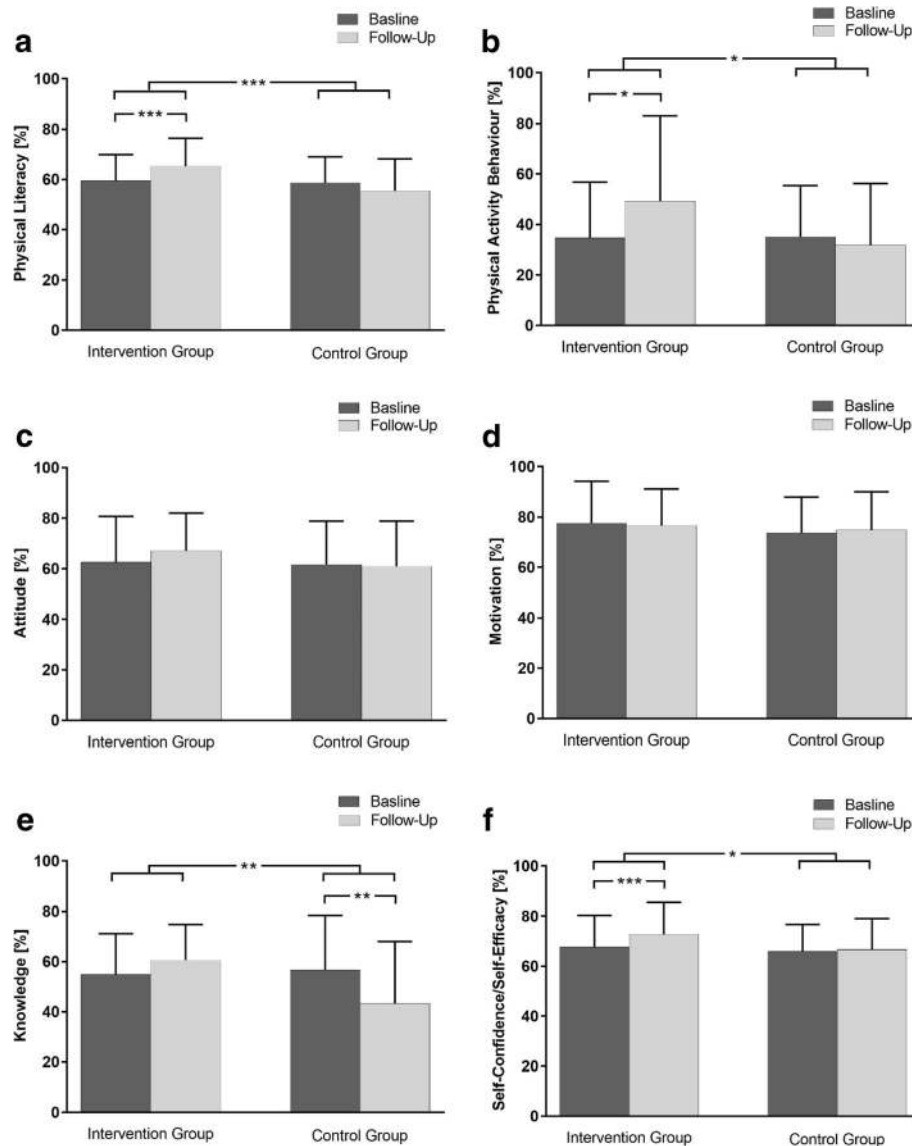 a
Basline
Follow-Up
Physical Literacy [%]
100
80
60
40
20
0
***
***
Intervention Group
Control Group
b
Basline
Follow-Up
Physical Activity Behaviour [%]
100
80
60
40
20
0
*
*
Intervention Group
Control Group
c
Basline
Follow-Up
Attitude [%]
100
80
60
40
20
0
Intervention Group
Control Group
d
Basline
Follow-Up
Motivation [%]
100
80
60
40
20
0
Intervention Group
Control Group
e
Basline
Follow-Up
Knowledge [%]
100
80
60
40
20
0
**
**
Intervention Group
Control Group
f
Basline
Follow-Up
Self-Confidence/Self-Efficacy [%]
100
80
60
40
20
0
*
***
Intervention Group
Control Group